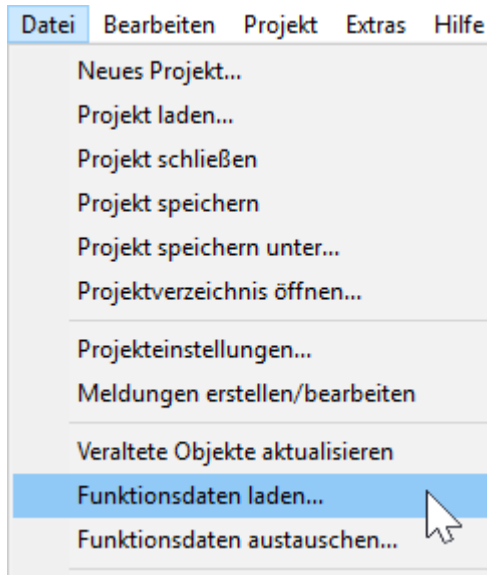 Datei Bearbeiten Projekt Extras Hilfe
Neues Projekt...
Projekt laden...
Projekt schließen
Projekt speichern
Projekt speichern unter...
Projektverzeichnis öffnen...
Projekteinstellungen...
Meldungen erstellen/bearbeiten
Veraltete Objekte aktualisieren
Funktionsdaten laden...
Funktionsdaten austauschen...